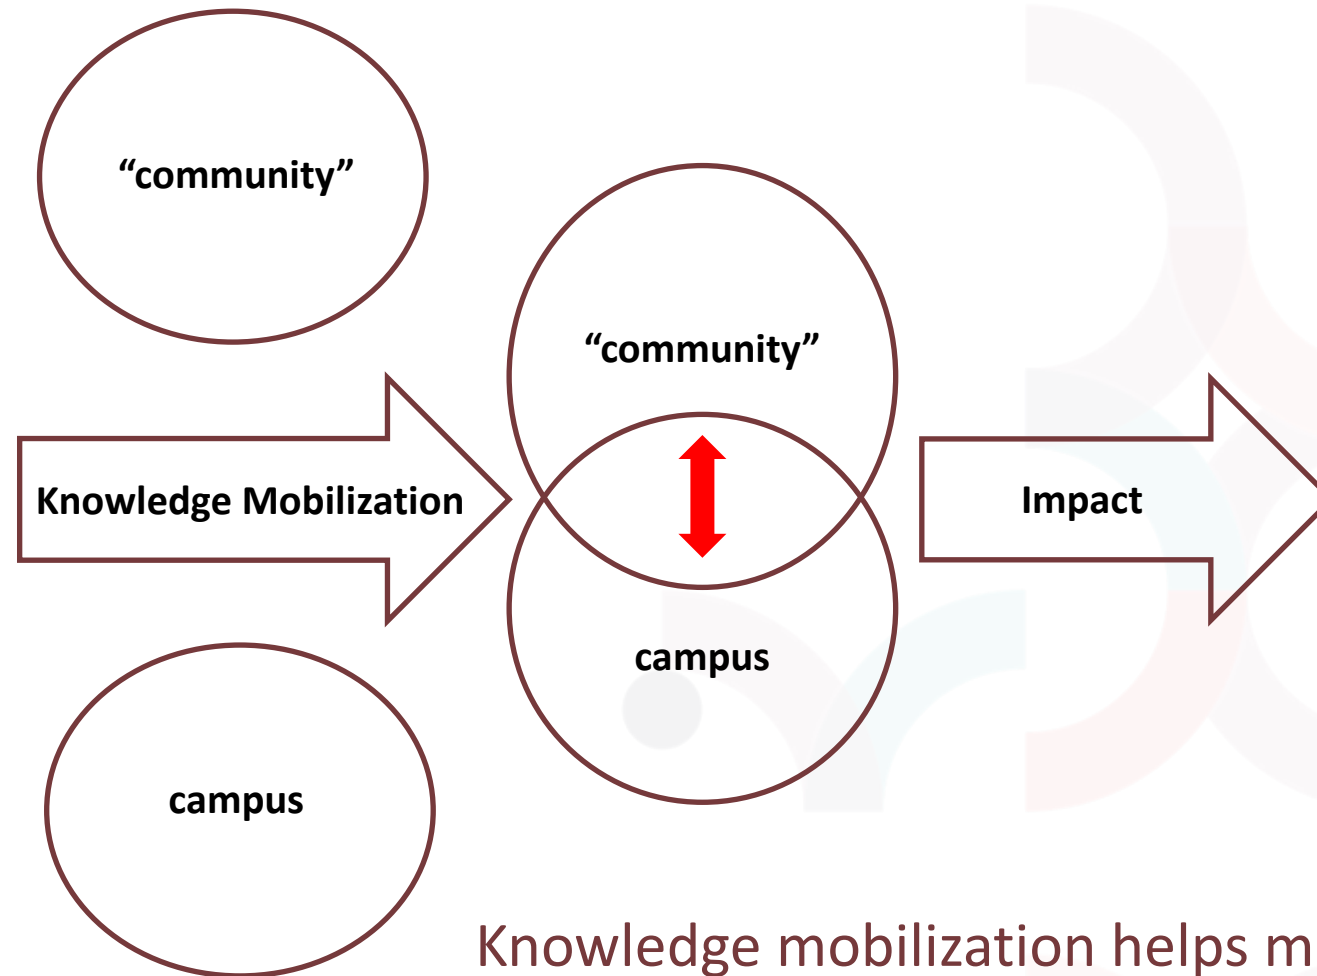 “community”
Knowledge Mobilization
campus
“community”
campus
Impact
Knowledge mobilization helps m